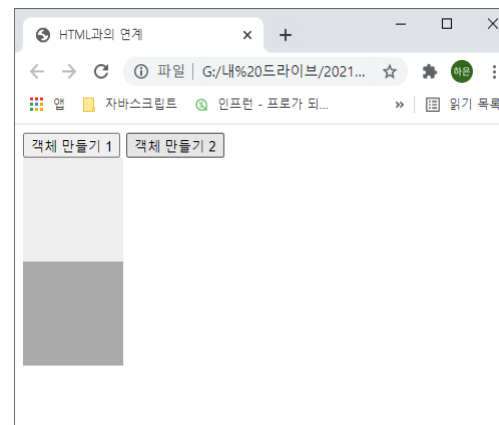 HTML과의 연계
파일 | G:/내%20드라이브/2021...
하은
앱 자바스크립트 인프런 - 프로가 되... » 읽기 목록
객체 만들기 1 객체 만들기 2